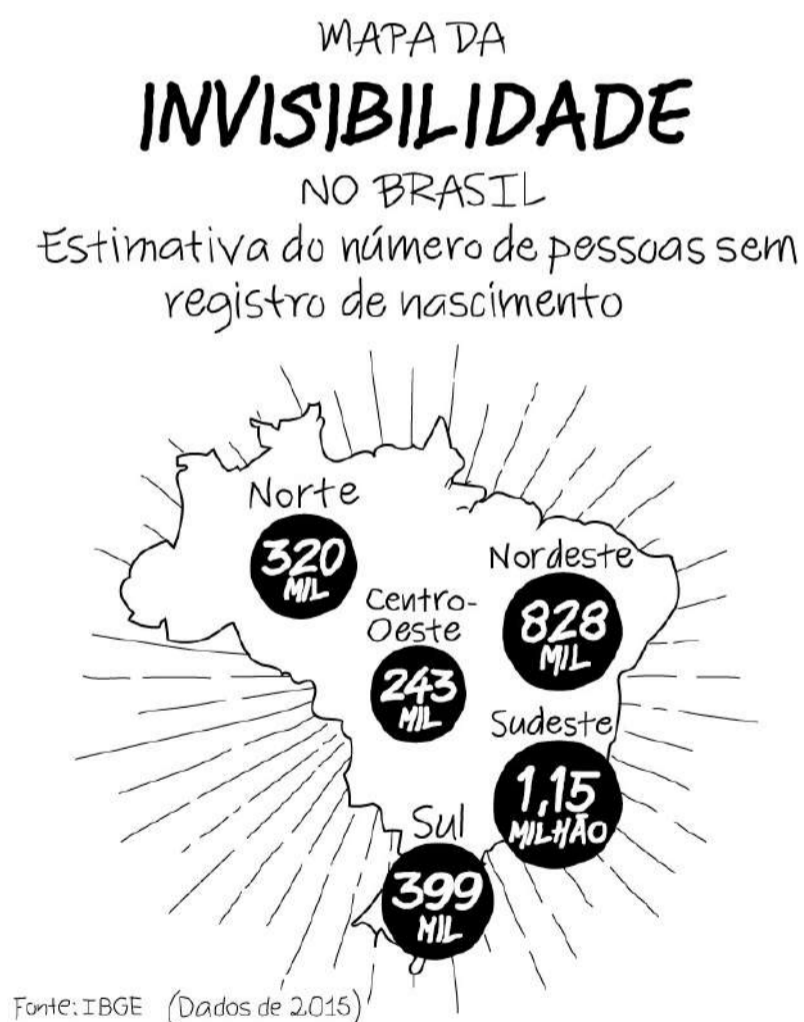 MAPA DA
INVISIBILIDADE
NO BRASIL
Estimativa do número de pessoas sem
registro de nascimento
Norte
320
MIL
Nordeste
828
MIL
Centro-
Oeste
243
MIL
Sudeste
1,15
MILHÃO
Sul
399
MIL
Fonte: IBGE (Dados de 2015)